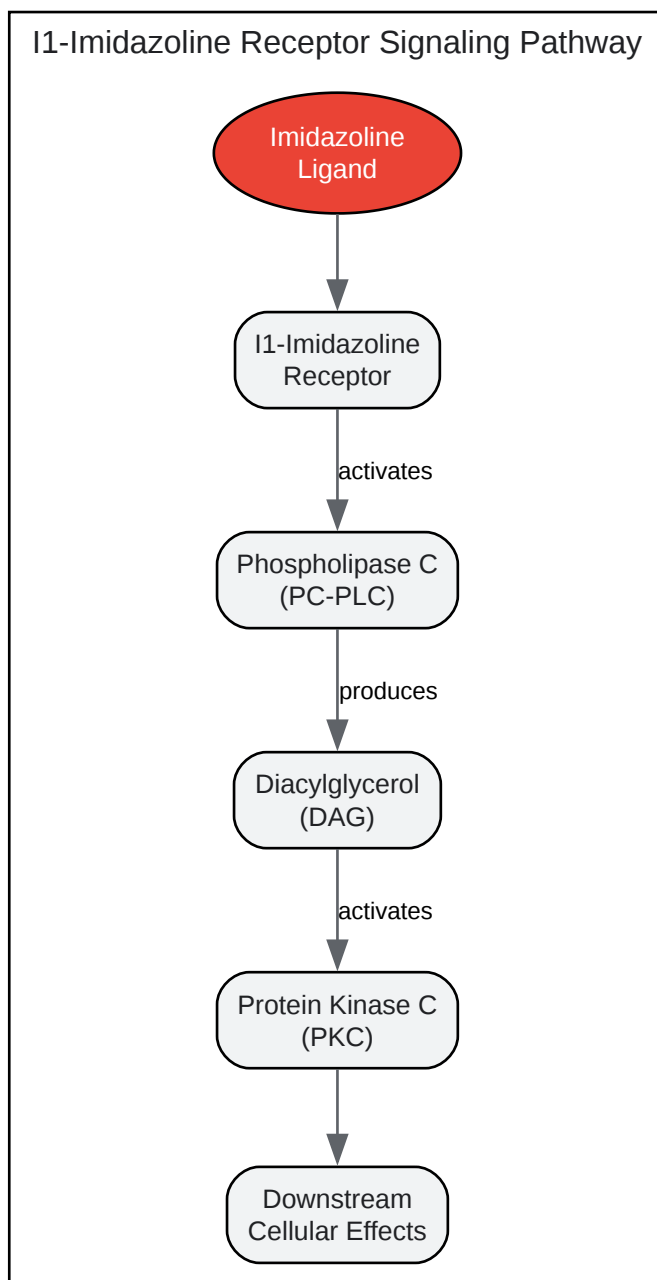 I1-Imidazoline Receptor Signaling Pathway
Imidazoline
Ligand
I1-Imidazoline
Receptor
activates
Phospholipase C
(PC-PLC)
produces
Diacylglycerol
(DAG)
activates
Protein Kinase C
(PKC)
Downstream
Cellular Effects